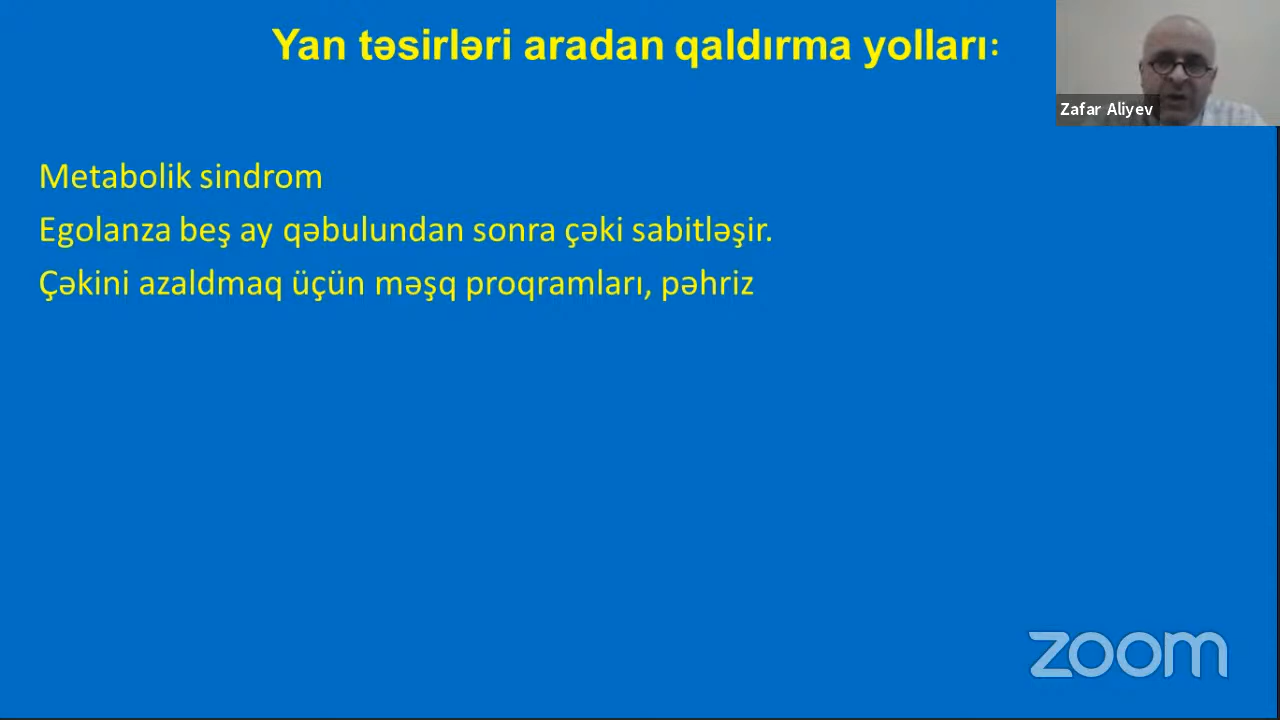 Yan təsirləri aradan qaldırma yolları:
Zafar Aliyev
Metabolik sindrom
Egolanza beş ay qəbulundan sonra çəki sabitləşir.
Çəkini azaldmaq üçün məşq proqramları, pəhriz
zoom